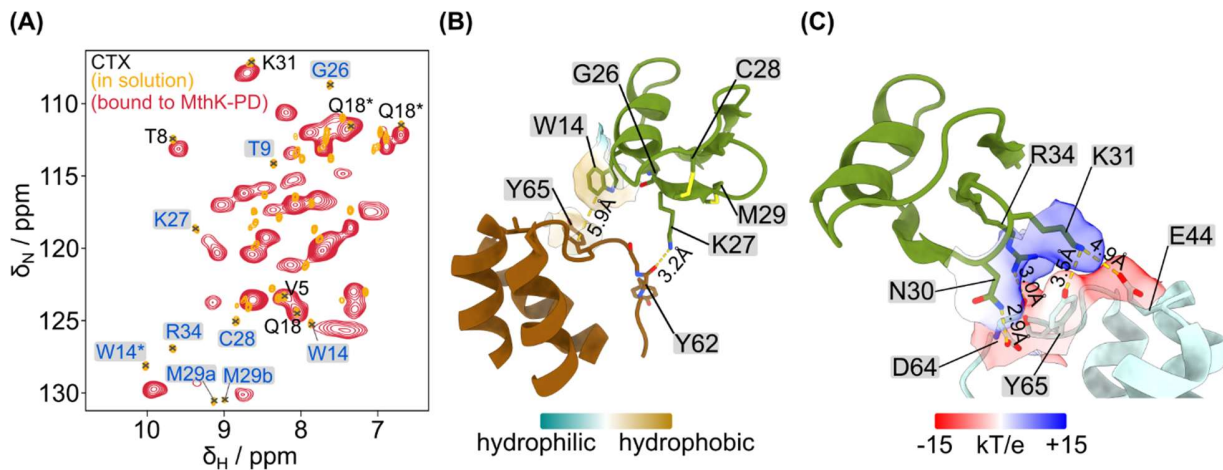 (A)
CTX
(in solution)
(bound to MthK-PD)
K31
G26
Q18*
Q18*
T8
T9
K27
V5
Q18
C28
R34
W14
W14*
M29a
M29b
110
115
120
125
130
δN / ppm
10
9
8
7
δH / ppm
(B)
G26
C28
W14
Y65
5.9Å
M29
K27
3.2Å
Y62
hydrophilic
hydrophobic
(C)
R34
K31
E44
4.9Å
3.5Å
3.0Å
N30
2.9Å
D64
Y65
-15
kT/e
+15